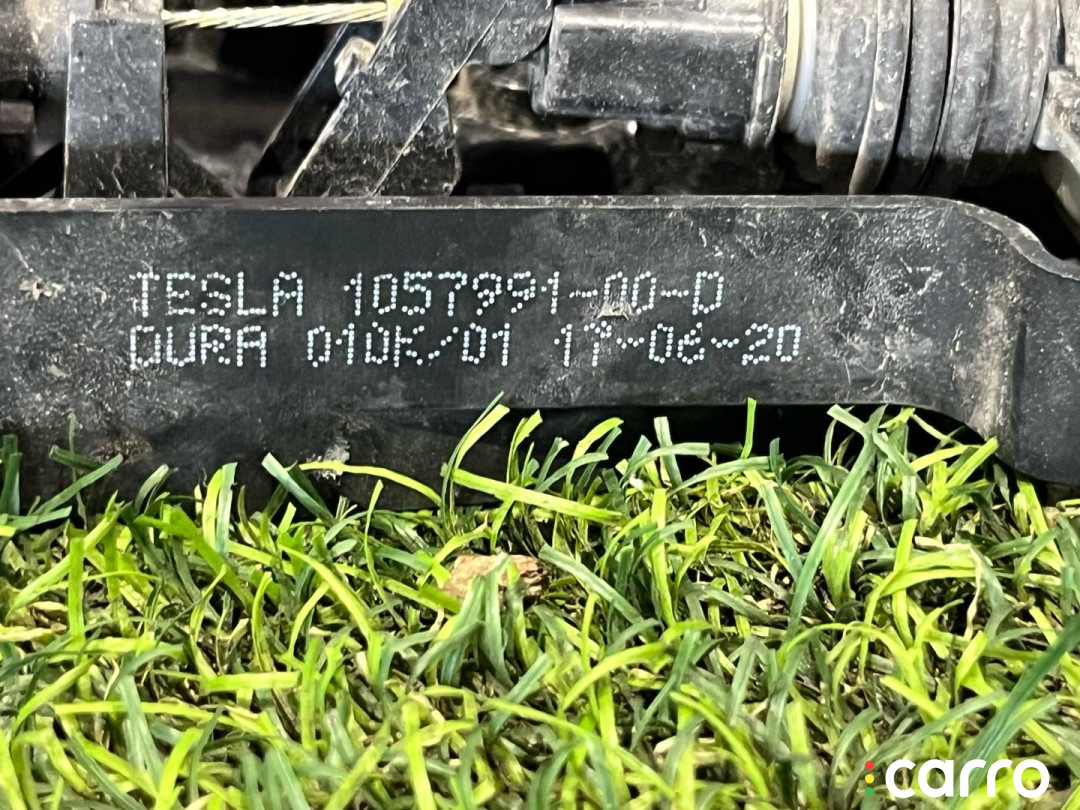 TESLA 1057991-00-D
DURA 010K/01 17-06-20
carro